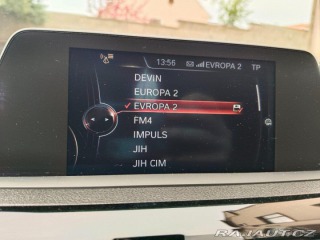 13:56 EVROPA 2 TP
DEVIN
EUROPA 2
EVROPA 2
FM4
IMPULS
JIH
JIH CIM
RAJAUT.CZ